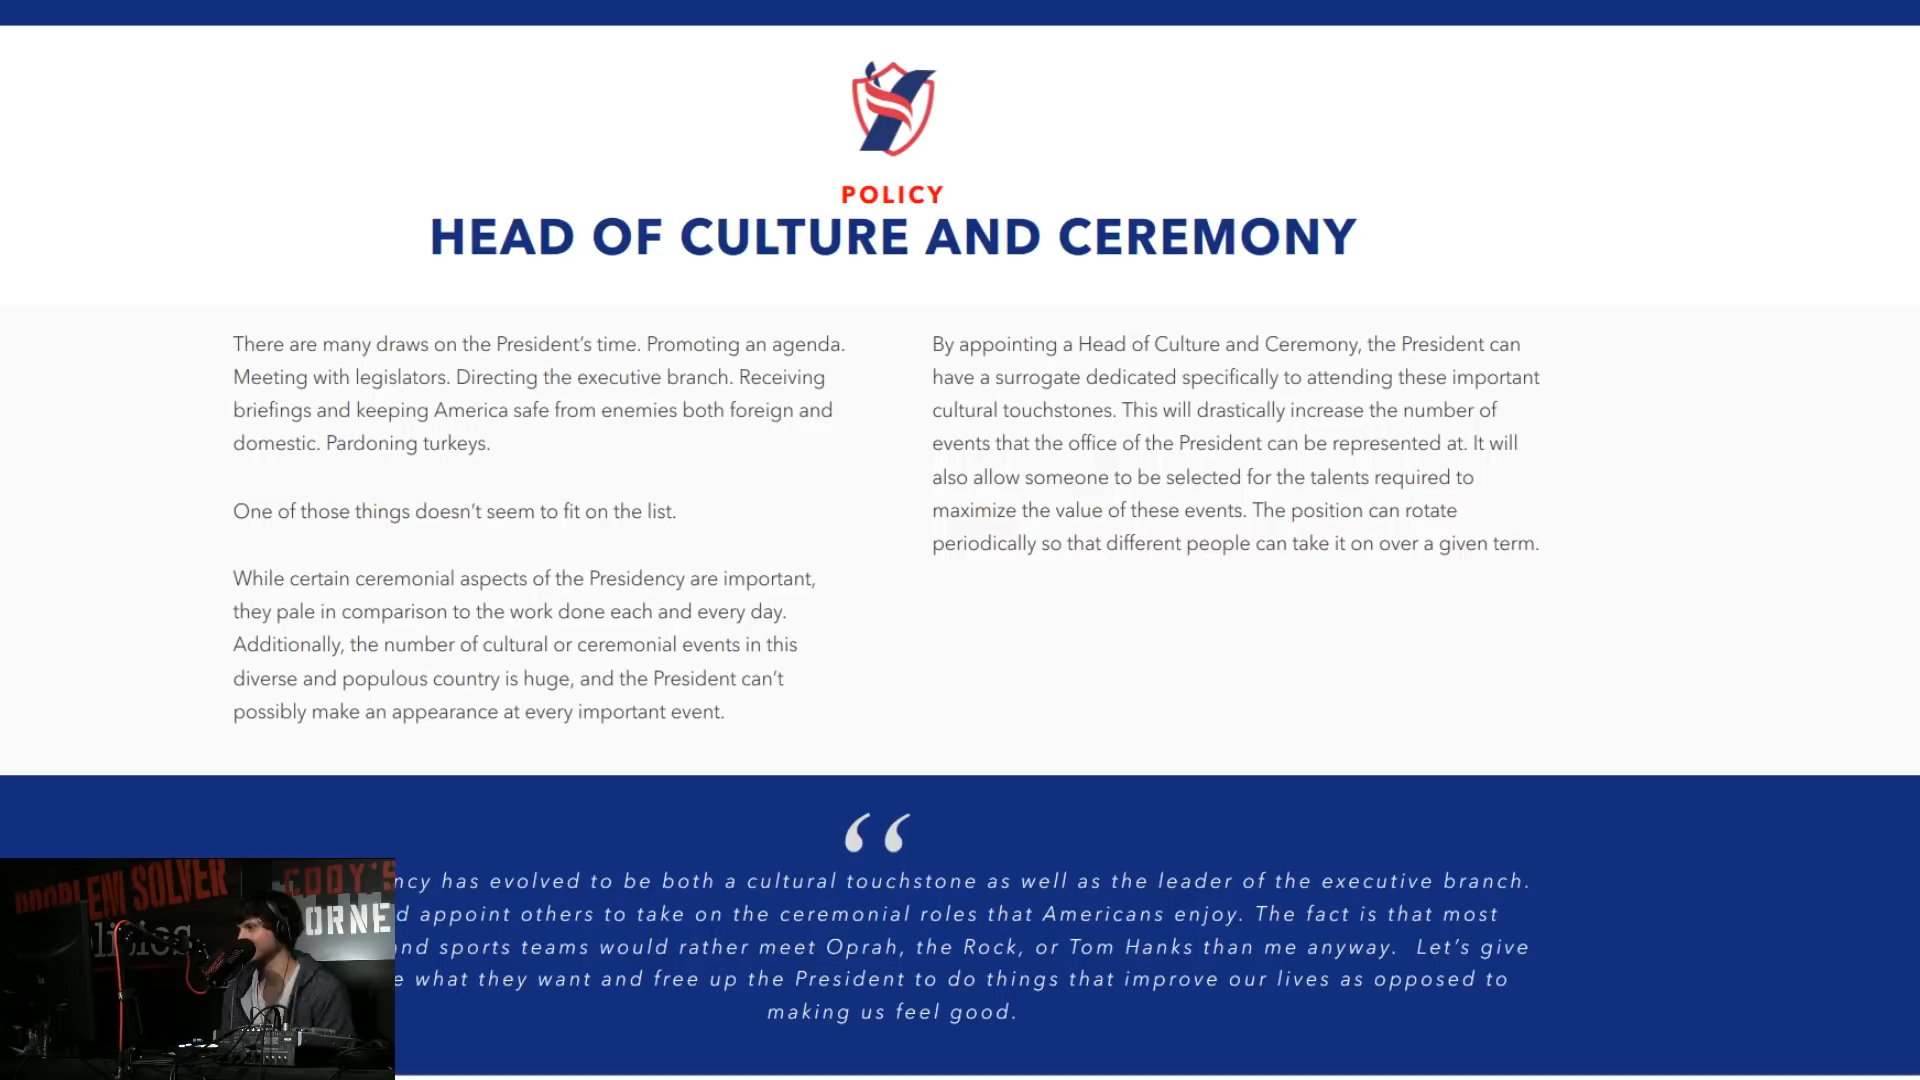 POLICY
HEAD OF CULTURE AND CEREMONY
There are many draws on the President’s time. Promoting an agenda.
Meeting with legislators. Directing the executive branch. Receiving
briefings and keeping America safe from enemies both foreign and
domestic. Pardoning turkeys.
One of those things doesn’t seem to fit on the list.
While certain ceremonial aspects of the Presidency are important,
they pale in comparison to the work done each and every day.
Additionally, the number of cultural or ceremonial events in this
diverse and populous country is huge, and the President can’t
possibly make an appearance at every important event.
By appointing a Head of Culture and Ceremony, the President can
have a surrogate dedicated specifically to attending these important
cultural touchstones. This will drastically increase the number of
events that the office of the President can be represented at. It will
also allow someone to be selected for the talents required to
maximize the value of these events. The position can rotate
periodically so that different people can take it on over a given term.
“
ncy has evolved to be both a cultural touchstone as well as the leader of the executive branch.
d appoint others to take on the ceremonial roles that Americans enjoy. The fact is that most
nd sports teams would rather meet Oprah, the Rock, or Tom Hanks than me anyway. Let’s give
e what they want and free up the President to do things that improve our lives as opposed to
making us feel good.
PROBLEM SOLVER
litics
CODY'S
ORNE